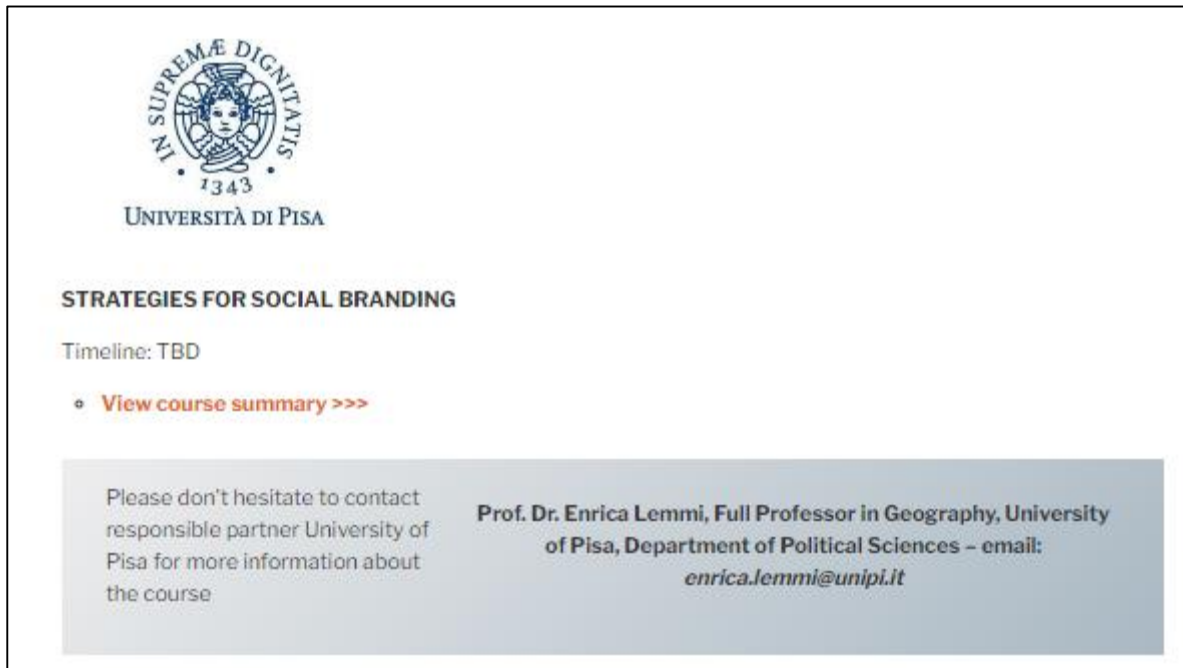 IN SUPREMÆ DIGNITATIS
· 1343 ·
UNIVERSITÀ DI PISA
STRATEGIES FOR SOCIAL BRANDING
Timeline: TBD
View course summary >>>
Please don't hesitate to contact
responsible partner University of
Pisa for more information about
the course
Prof. Dr. Enrica Lemmi, Full Professor in Geography, University
of Pisa, Department of Political Sciences – email:
enrica.lemmi@unipi.it